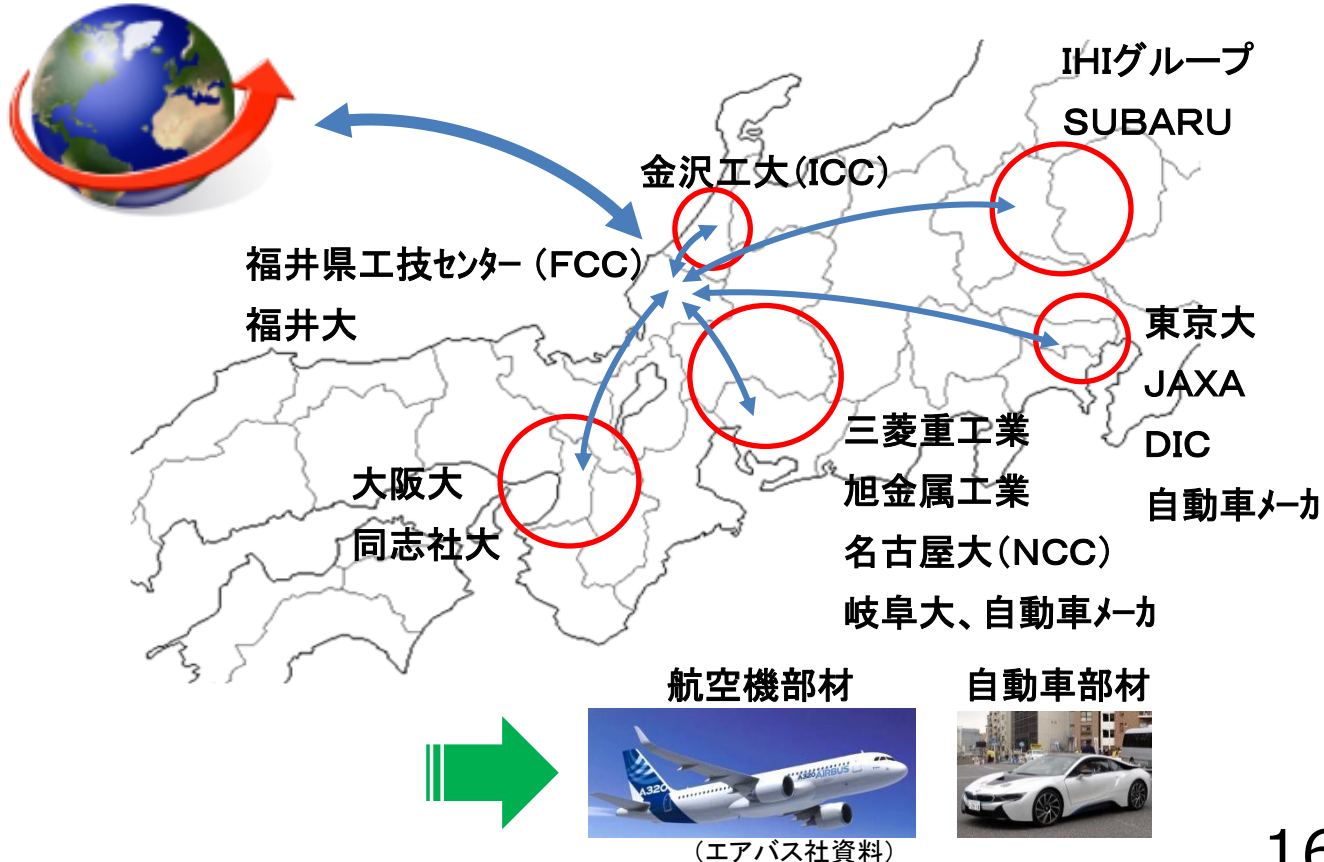 IHIグループ
SUBARU
金沢工大(ICC)
福井県工技ｾﾝﾀｰ (FCC)
福井大
東京大
JAXA
DIC
自動車ﾒｰｶ
三菱重工業
旭金属工業
名古屋大(NCC)
岐阜大、自動車ﾒｰｶ
大阪大
同志社大
航空機部材
自動車部材
A320
A320 AIRBUS
(エアバス社資料)
16